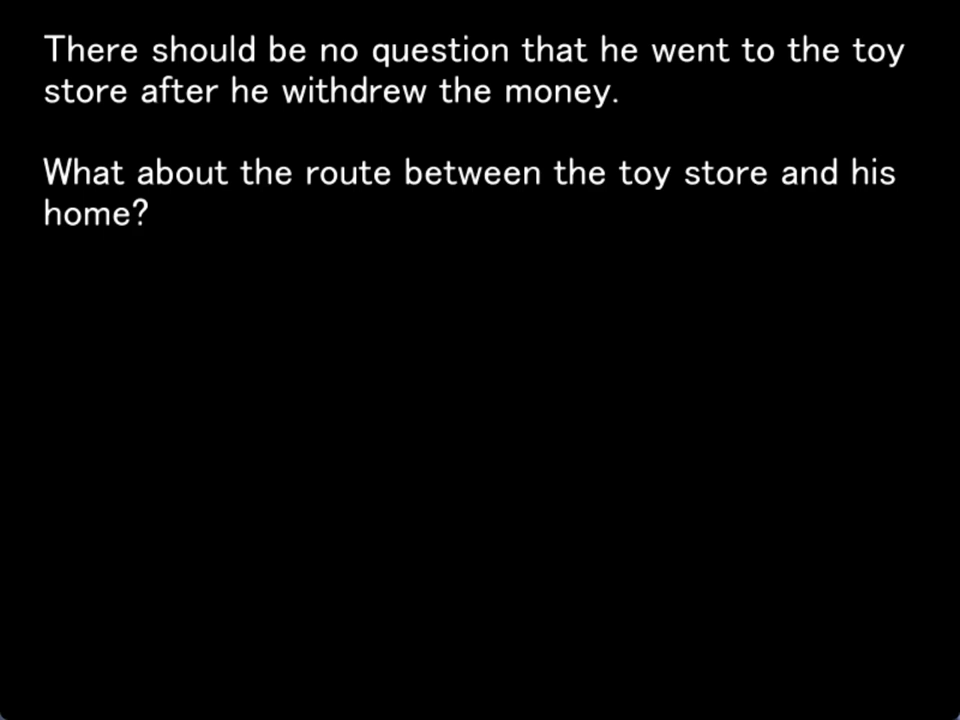 There should be no question that he went to the toy
store after he withdrew the money.
What about the route between the toy store and his
home?